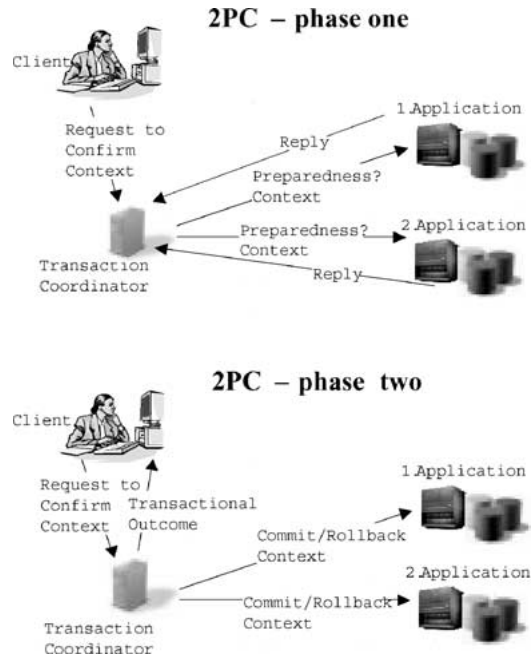 2PC – phase one
Client
Request to
Confirm
Context
1.Application
Reply
Preparedness?
Context
2.Application
Preparedness?
Context
Reply
Transaction
Coordinator
2PC – phase two
Client
Request to
Confirm
Context
Transactional
Outcome
1.Application
Commit/Rollback
Context
2.Application
Commit/Rollback
Context
Transaction
Coordinator